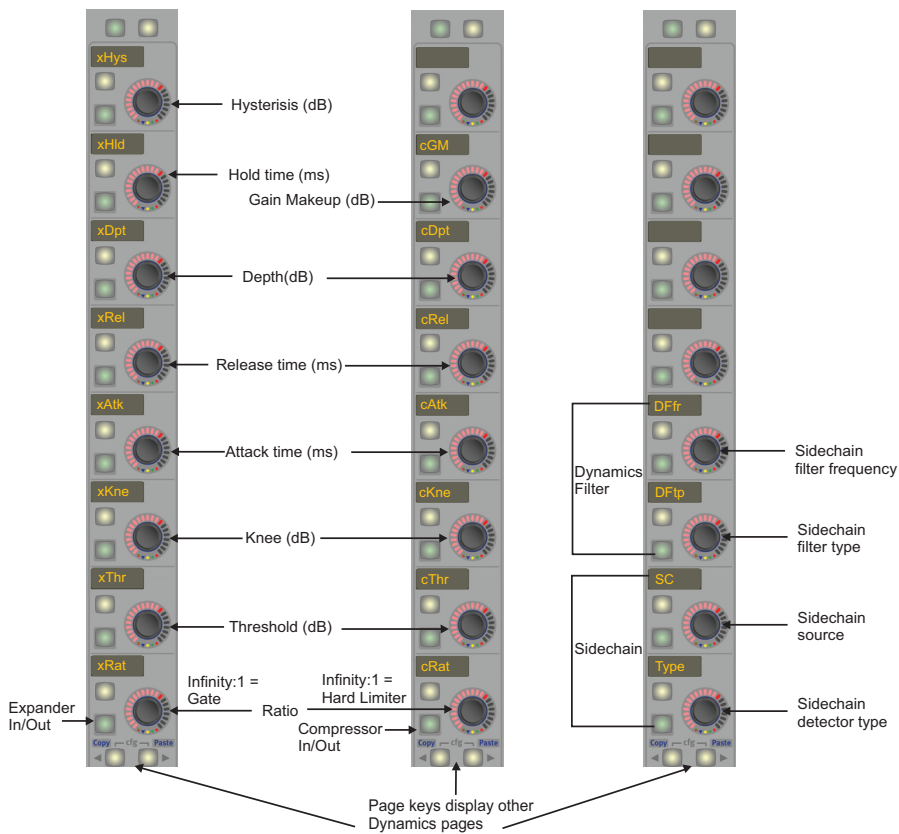 xHys
Hysterisis (dB)
xHld
cGM
Hold time (ms)
Gain Makeup (dB)
xDpt
cDpt
Depth(dB)
xRel
cRel
Release time (ms)
xAtk
cAtk
DFfr
Attack time (ms)
Sidechain
filter frequency
Dynamics
Filter
xKne
cKne
DFtp
Knee (dB)
Sidechain
filter type
xThr
cThr
SC
Threshold (dB)
Sidechain
source
Sidechain
xRat
cRat
Type
Infinity:1 =
Gate
Infinity:1 =
Hard Limiter
Ratio
Sidechain
detector type
Expander
In/Out
Compressor
In/Out
Copy cfg Paste
Copy cfg Paste
Copy cfg Paste
Page keys display other
Dynamics pages